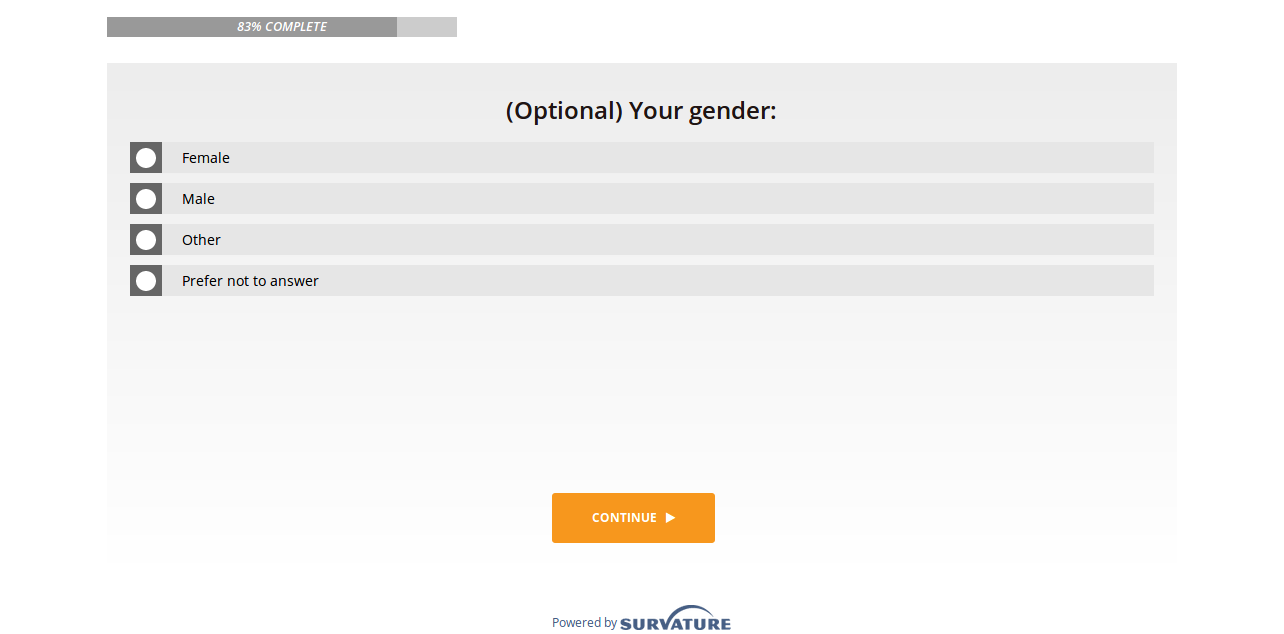 83% COMPLETE
(Optional) Your gender:
Female
Male
Other
Prefer not to answer
CONTINUE
Powered by SURVATURE